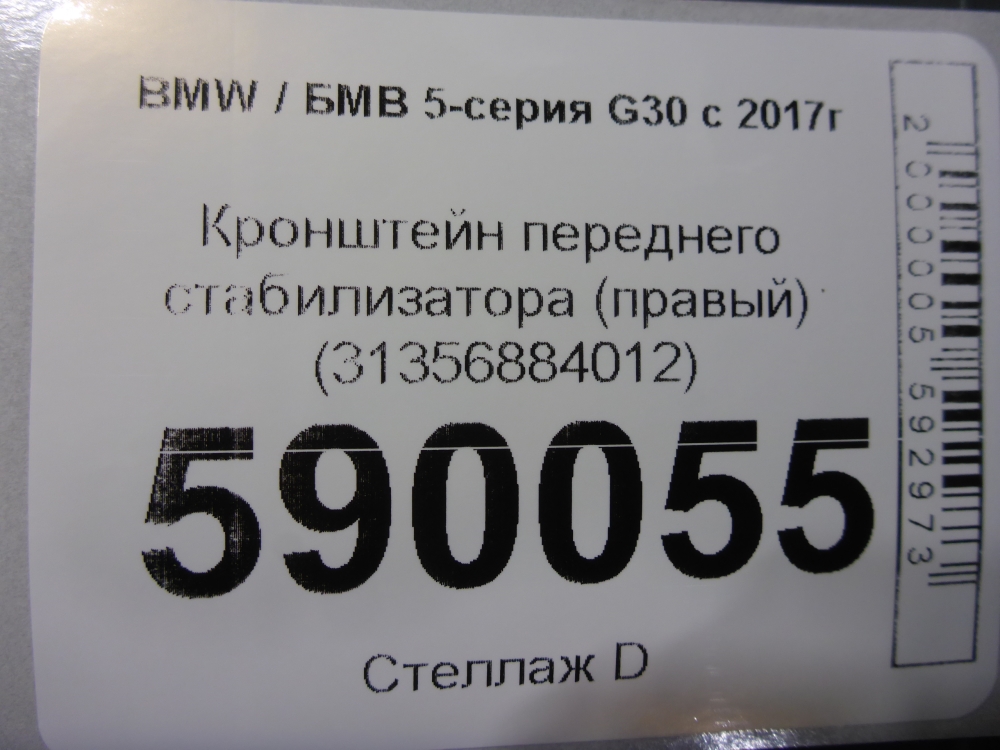 BMW / БМВ 5-серия G30 с 2017г
Кронштейн переднего
стабилизатора (правый)
(31356884012)
590055
Стеллаж D
2000005592973